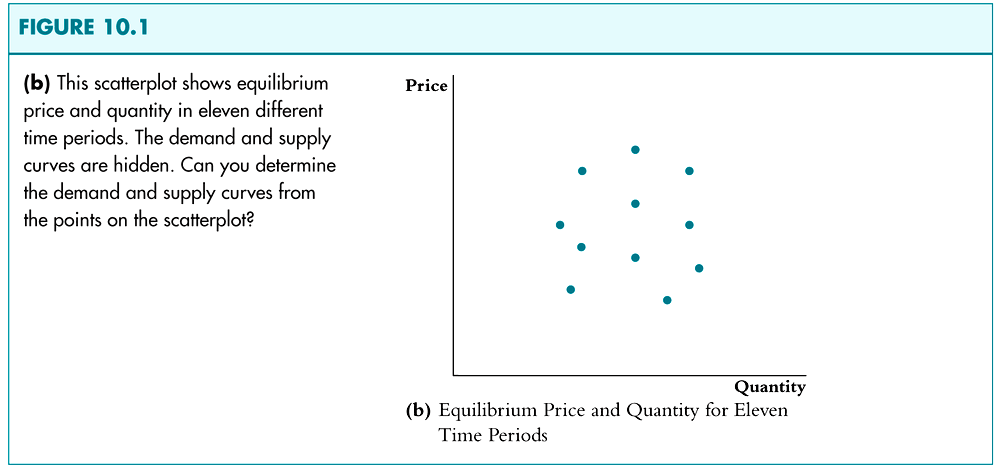 FIGURE 10.1
(b) This scatterplot shows equilibrium
price and quantity in eleven different
time periods. The demand and supply
curves are hidden. Can you determine
the demand and supply curves from
the points on the scatterplot?
Price
Quantity
(b) Equilibrium Price and Quantity for Eleven
Time Periods